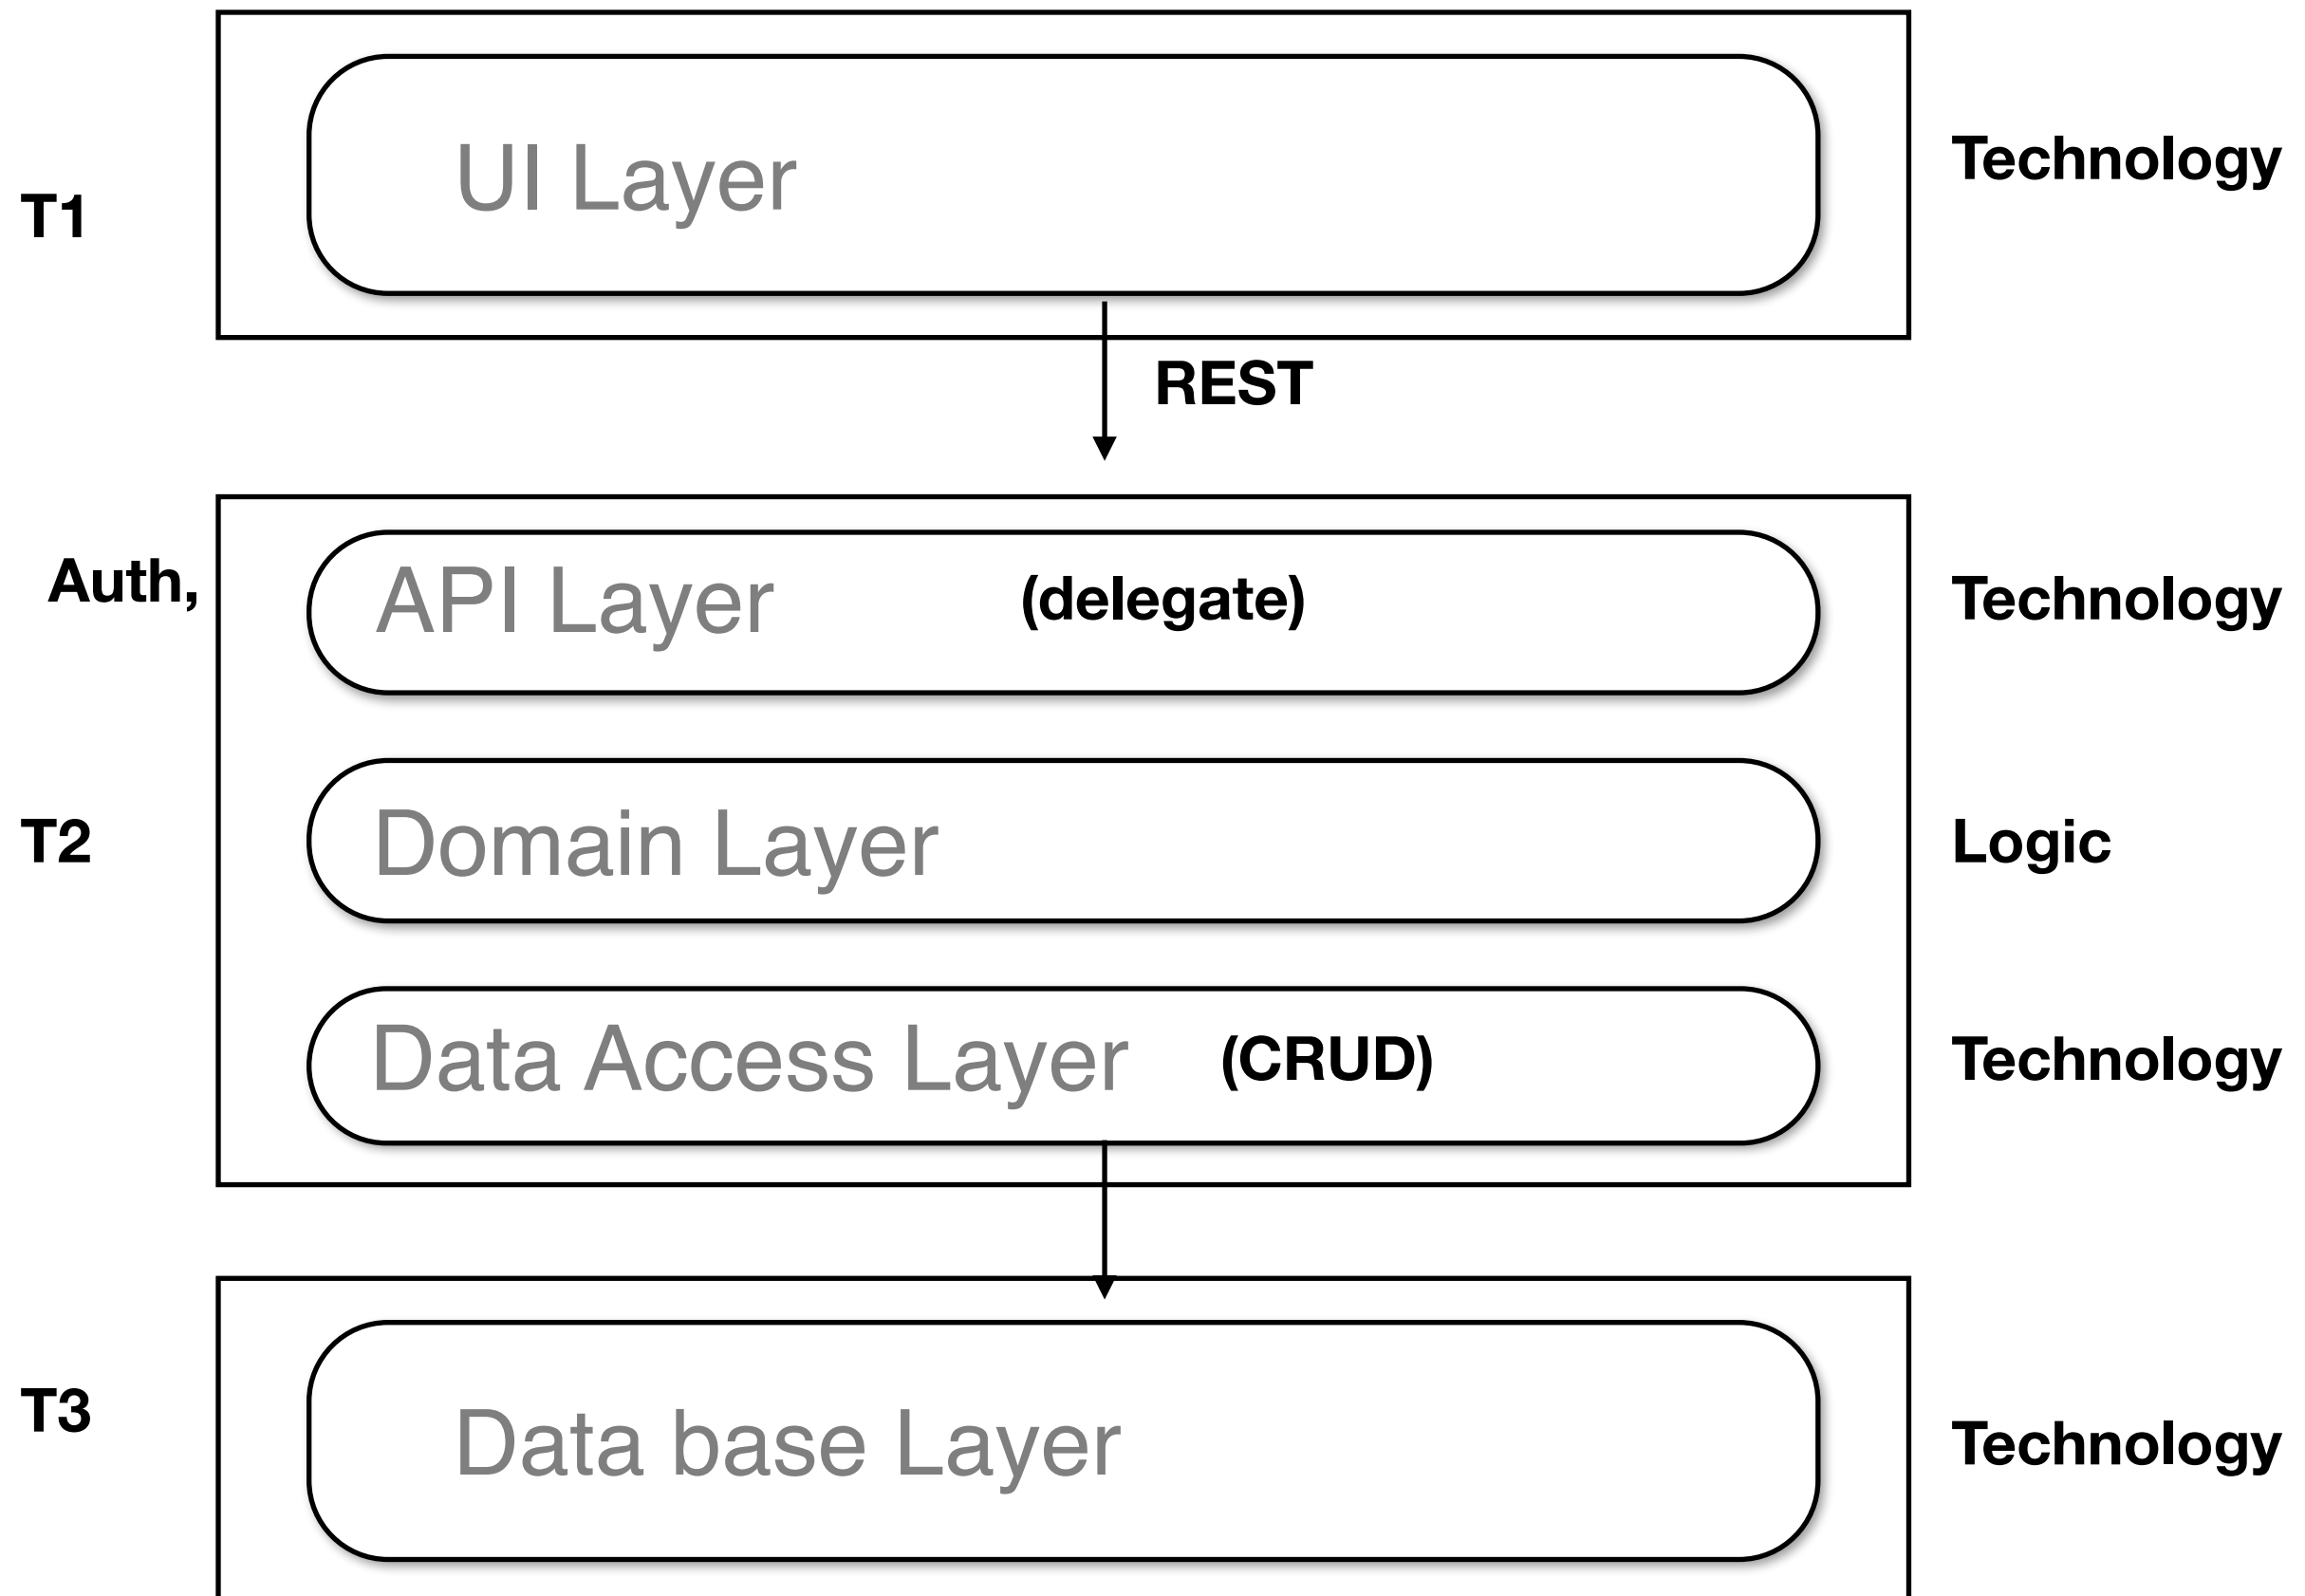 T1
UI Layer
Technology
REST
Auth,
API Layer
(delegate)
Technology
T2
Domain Layer
Logic
Data Access Layer
(CRUD)
Technology
T3
Data base Layer
Technology